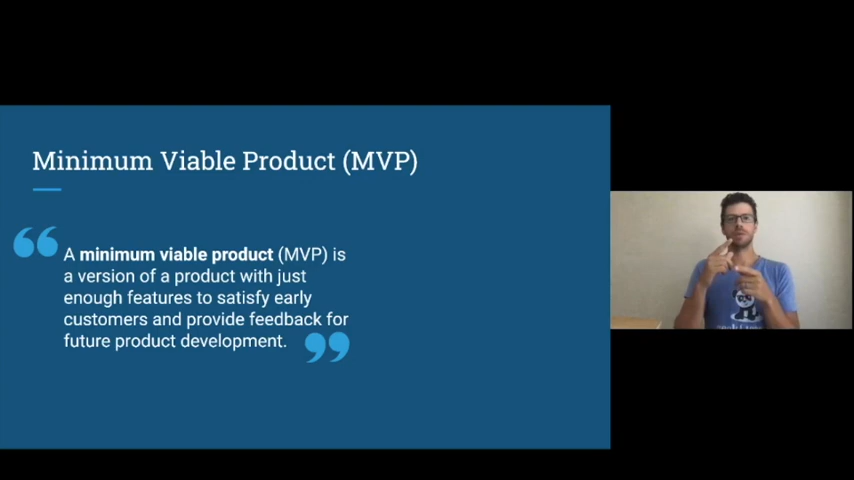 Minimum Viable Product (MVP)
A minimum viable product (MVP) is
a version of a product with just
enough features to satisfy early
customers and provide feedback for
future product development.